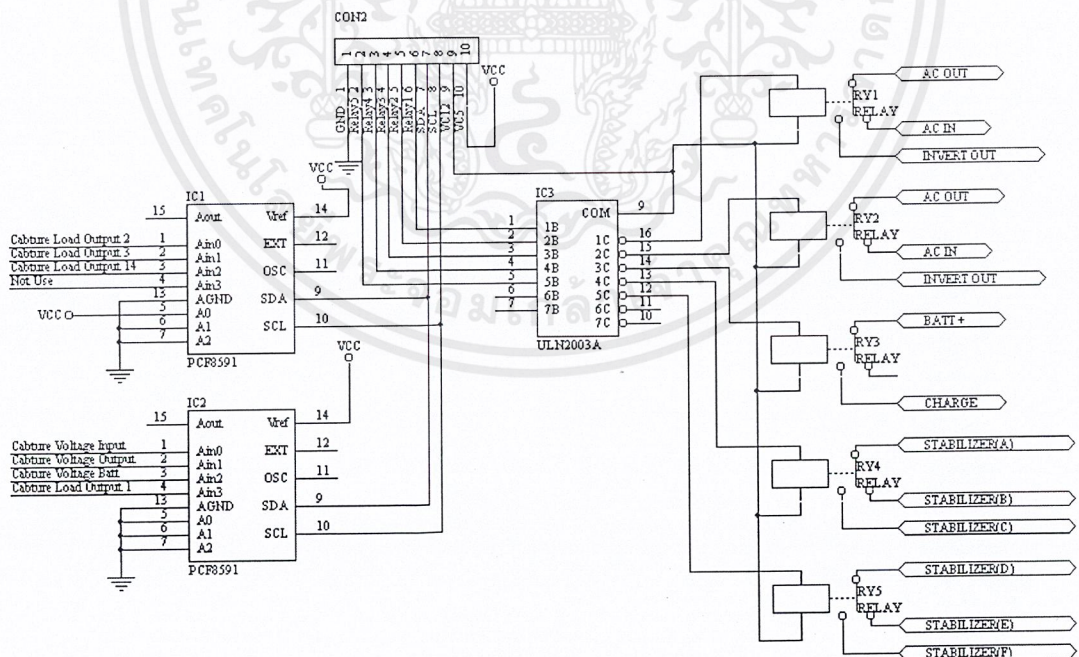 CON2
1 2 3 4 5 6 7 8 9 10
GND 1
Relay5 2
Relay4 3
Relay3 4
Relay2 5
Relay1 6
SDA 7
SCL 8
VC12 9
VC5 10
VCC
VCC
IC1
15 Aout Vref 14
Cabture Load Output 2 1 Ain0 EXT 12
Cabture Load Output 3 2 Ain1
Cabture Load Output 14 3 Ain2 OSC 11
Not Use 4 Ain3
13 AGND SDA 9
VCC 5 A0
6 A1 SCL 10
7 A2
PCF8591
VCC
IC2
15 Aout Vref 14
Cabture Voltage Input 1 Ain0 EXT 12
Cabture Voltage Output 2 Ain1
Cabture Voltage Batt 3 Ain2 OSC 11
Cabture Load Output 1 4 Ain3
13 AGND SDA 9
5 A0
6 A1 SCL 10
7 A2
PCF8591
IC3
COM 9
1 1B 1C 16
2 2B 2C 15
3 3B 3C 14
4 4B 4C 13
5 5B 5C 12
6 6B 6C 11
7 7B 7C 10
ULN2003A
AC OUT
RY1
RELAY
AC IN
INVERT OUT
AC OUT
RY2
RELAY
AC IN
INVERT OUT
BATT +
RY3
RELAY
CHARGE
STABILIZER(A)
RY4
RELAY
STABILIZER(B)
STABILIZER(C)
STABILIZER(D)
RY5
RELAY
STABILIZER(E)
STABILIZER(F)